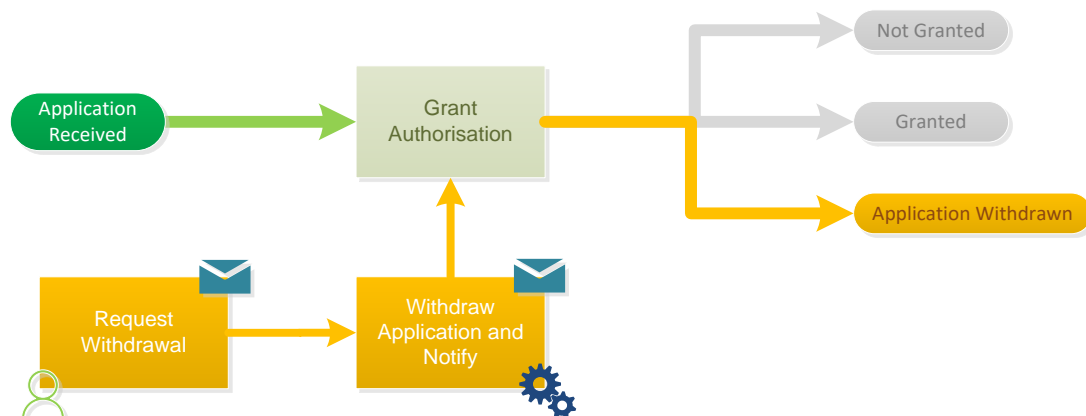 Not Granted
Application
Received
Grant
Authorisation
Granted
Application Withdrawn
Request
Withdrawal
Withdraw
Application and
Notify